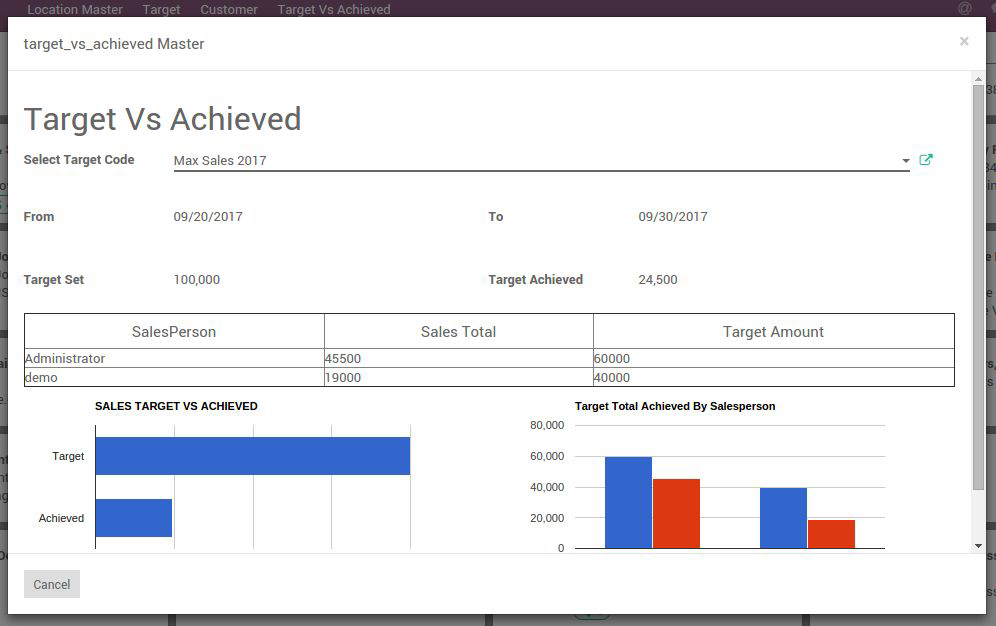 Location Master Target Customer Target Vs Achieved @
target_vs_achieved Master ×
Target Vs Achieved
Select Target Code Max Sales 2017
From 09/20/2017 To 09/30/2017
Target Set 100,000 Target Achieved 24,500
SalesPerson Sales Total Target Amount
Administrator 45500 60000
demo 19000 40000
SALES TARGET VS ACHIEVED
Target
Achieved
Target Total Achieved By Salesperson
80,000
60,000
40,000
20,000
0
Cancel